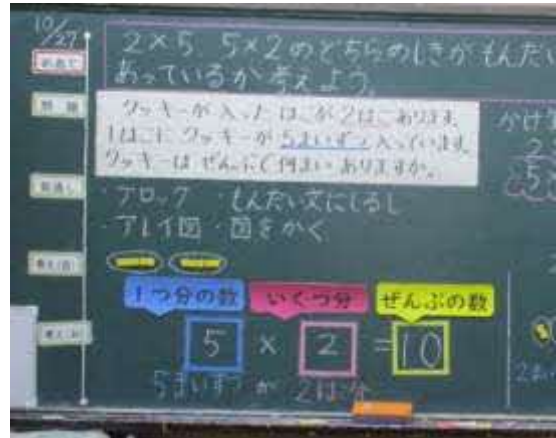 10/27
2×5 5×2のどちらのしきがもんだい
あっているか考えよう。
クッキーが入ったはこが2はこあります。
1はこにクッキーが5まいずつ入っています。
クッキーはぜんぶで何まいありますか。
・ブロック ・もんだい文にしるし
・アレイ図 ・図をかく
1つ分の数 いくつ分 ぜんぶの数
5 × 2 =10
5まいずつが 2はこ分
かけ